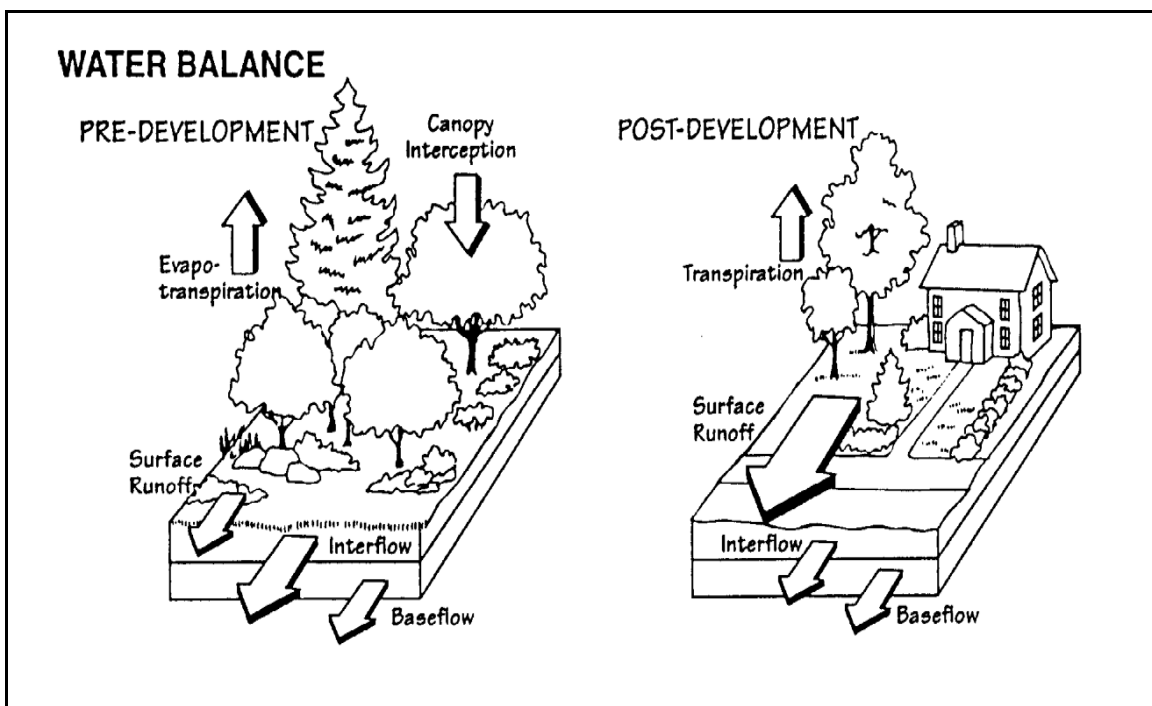 WATER BALANCE
PRE-DEVELOPMENT
Canopy
Interception
Evapo-
transpiration
Surface
Runoff
Interflow
Baseflow
POST-DEVELOPMENT
Transpiration
Surface
Runoff
Interflow
Baseflow